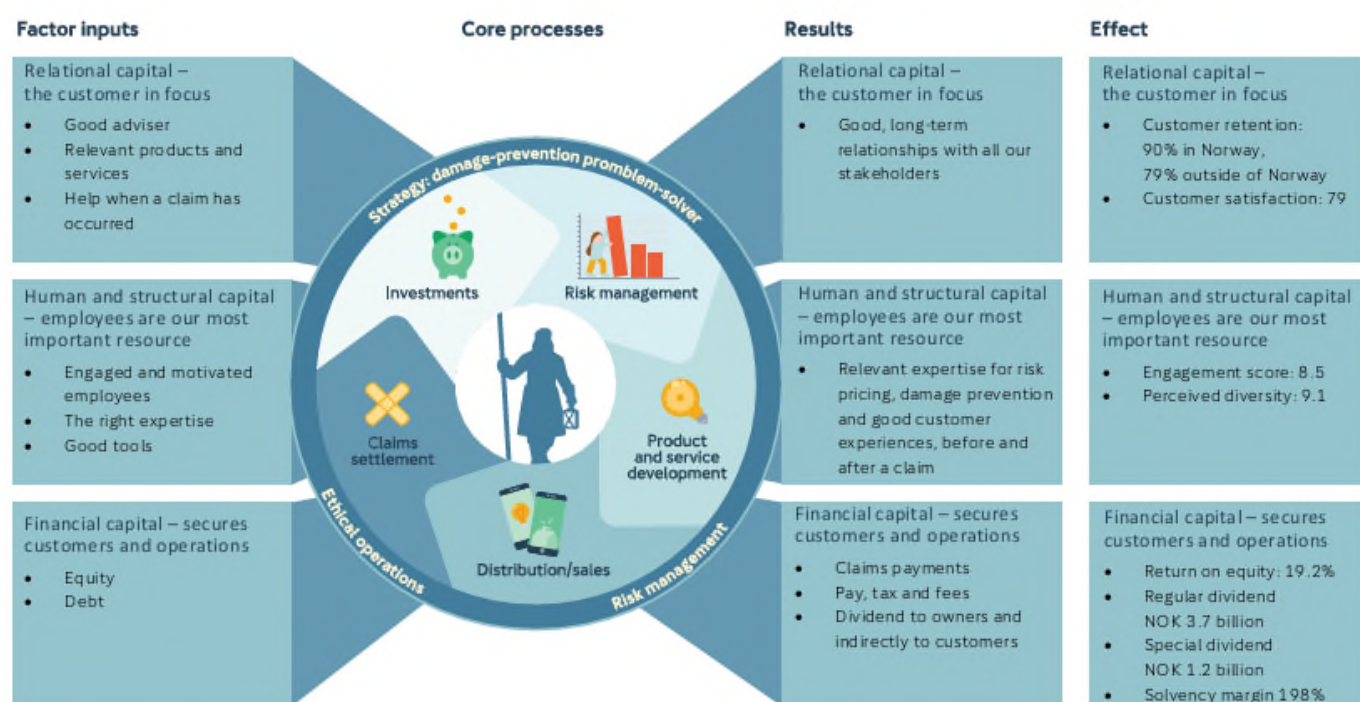 Factor inputs
Core processes
Results
Effect
Relational capital –
the customer in focus
• Good adviser
• Relevant products and
services
• Help when a claim has
occurred
Human and structural capital
– employees are our most
important resource
• Engaged and motivated
employees
• The right expertise
• Good tools
Financial capital – secures
customers and operations
• Equity
• Debt
Strategy: damage-prevention promblem-solver
Investments
Risk management
Claims
settlement
Product
and service
development
Distribution/sales
Ethical operations
Risk management
Relational capital –
the customer in focus
• Good, long-term
relationships with all our
stakeholders
Human and structural capital
– employees are our most
important resource
• Relevant expertise for risk
pricing, damage prevention
and good customer
experiences, before and
after a claim
Financial capital – secures
customers and operations
• Claims payments
• Pay, tax and fees
• Dividend to owners and
indirectly to customers
Relational capital –
the customer in focus
• Customer retention:
90% in Norway,
79% outside of Norway
• Customer satisfaction: 79
Human and structural capital
– employees are our most
important resource
• Engagement score: 8.5
• Perceived diversity: 9.1
Financial capital – secures
customers and operations
• Return on equity: 19.2%
• Regular dividend
NOK 3.7 billion
• Special dividend
NOK 1.2 billion
• Solvency margin 198%